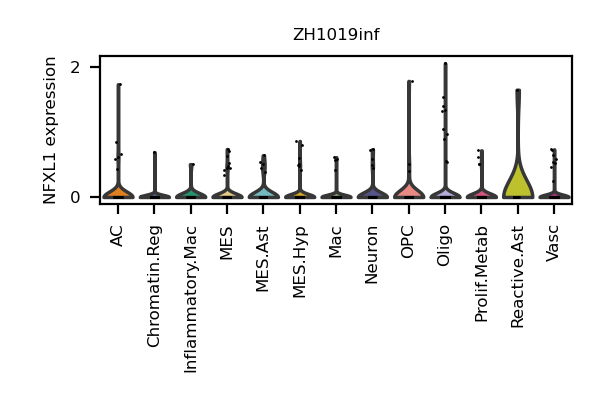 ZH1019inf
NFXL1 expression
2
0
AC
Chromatin.Reg
Inflammatory.Mac
MES
MES.Ast
MES.Hyp
Mac
Neuron
OPC
Oligo
Prolif.Metab
Reactive.Ast
Vasc